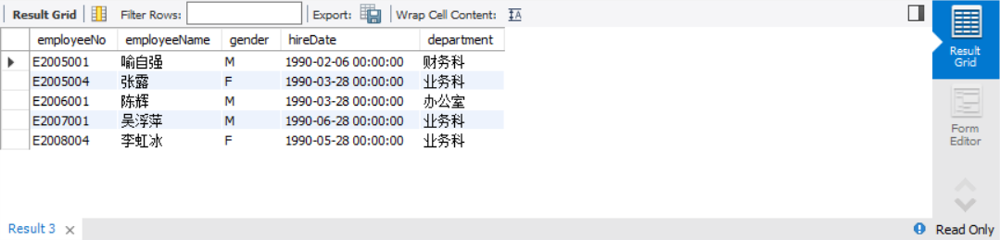 Result Grid Filter Rows: Export: Wrap Cell Content:
employeeNo employeeName gender hireDate department
E2005001 喻自强 M 1990-02-06 00:00:00 财务科
E2005004 张露 F 1990-03-28 00:00:00 业务科
E2006001 陈辉 M 1990-03-28 00:00:00 办公室
E2007001 吴浮萍 M 1990-06-28 00:00:00 业务科
E2008004 李虹冰 F 1990-05-28 00:00:00 业务科
Result
Grid
Form
Editor
Result 3 Read Only